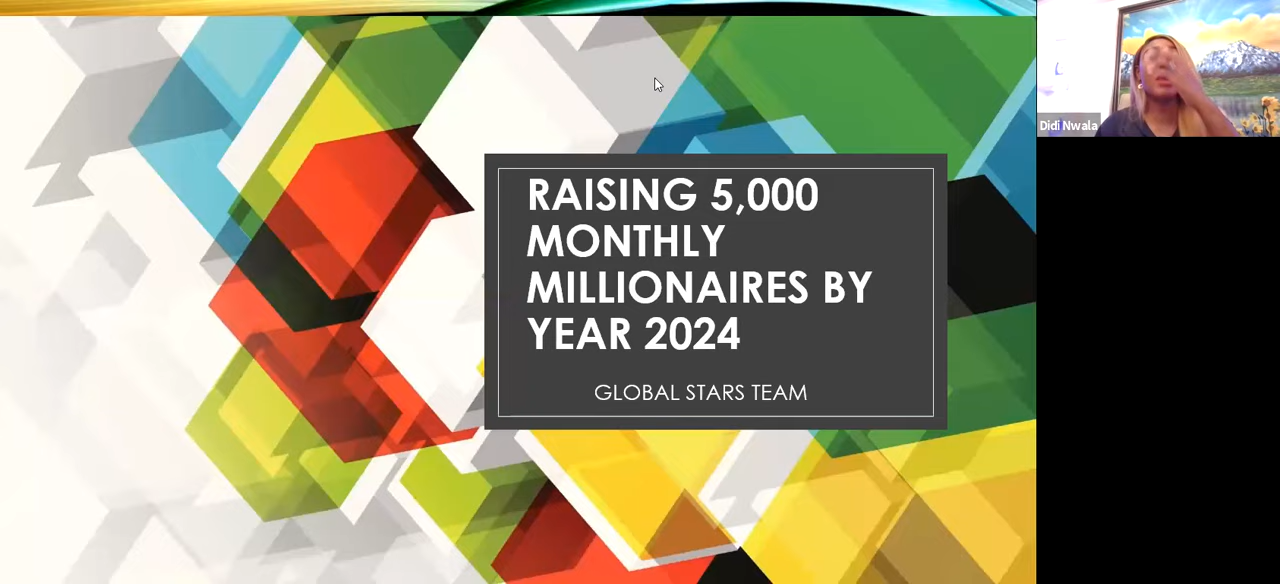 RAISING 5,000
MONTHLY
MILLIONAIRES BY
YEAR 2024
GLOBAL STARS TEAM
Didi Nwala